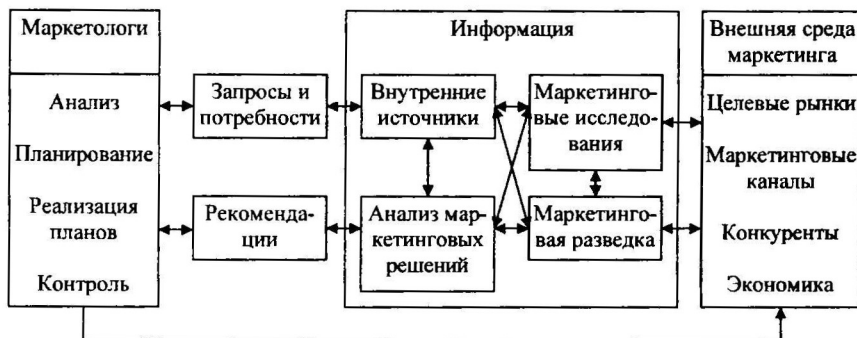 Маркетологи
Анализ
Планирование
Реализация
планов
Контроль
Запросы и
потребности
Рекоменда-
ции
Информация
Внутренние
источники
Маркетинго-
вые исследо-
вания
Анализ мар-
кетинговых
решений
Маркетинго-
вая разведка
Внешняя среда
маркетинга
Целевые рынки
Маркетинговые
каналы
Конкуренты
Экономика